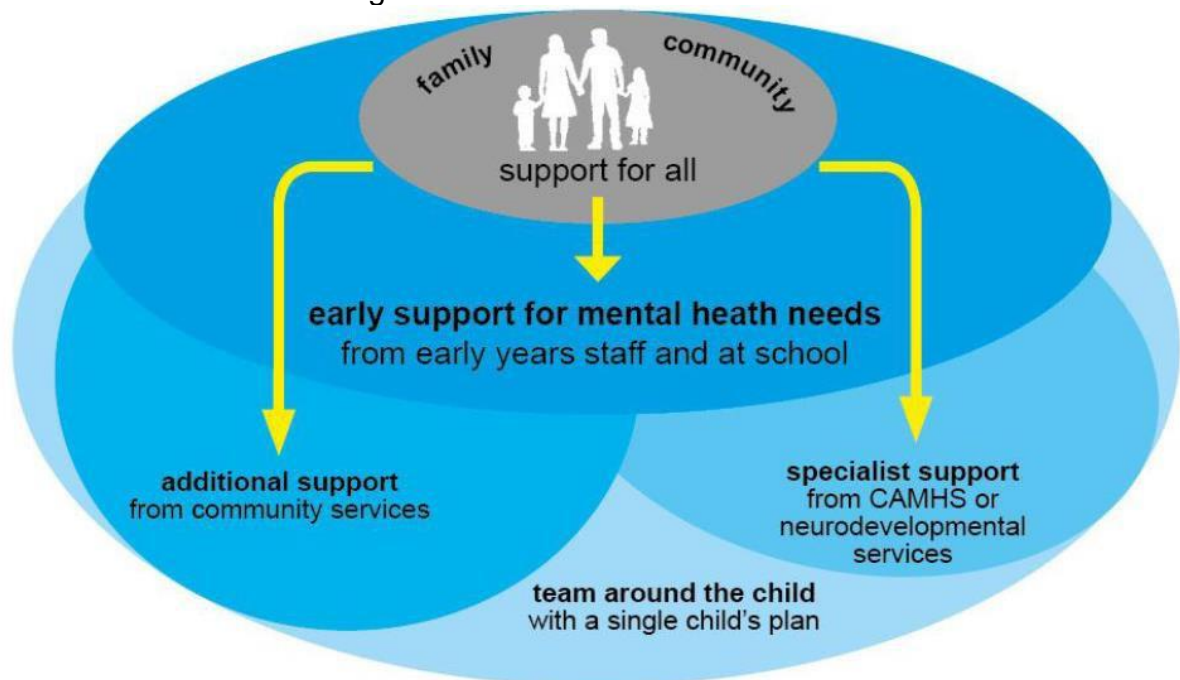 family
community
support for all
early support for mental heath needs
from early years staff and at school
additional support
from community services
specialist support
from CAMHS or
neurodevelopmental
services
team around the child
with a single child's plan